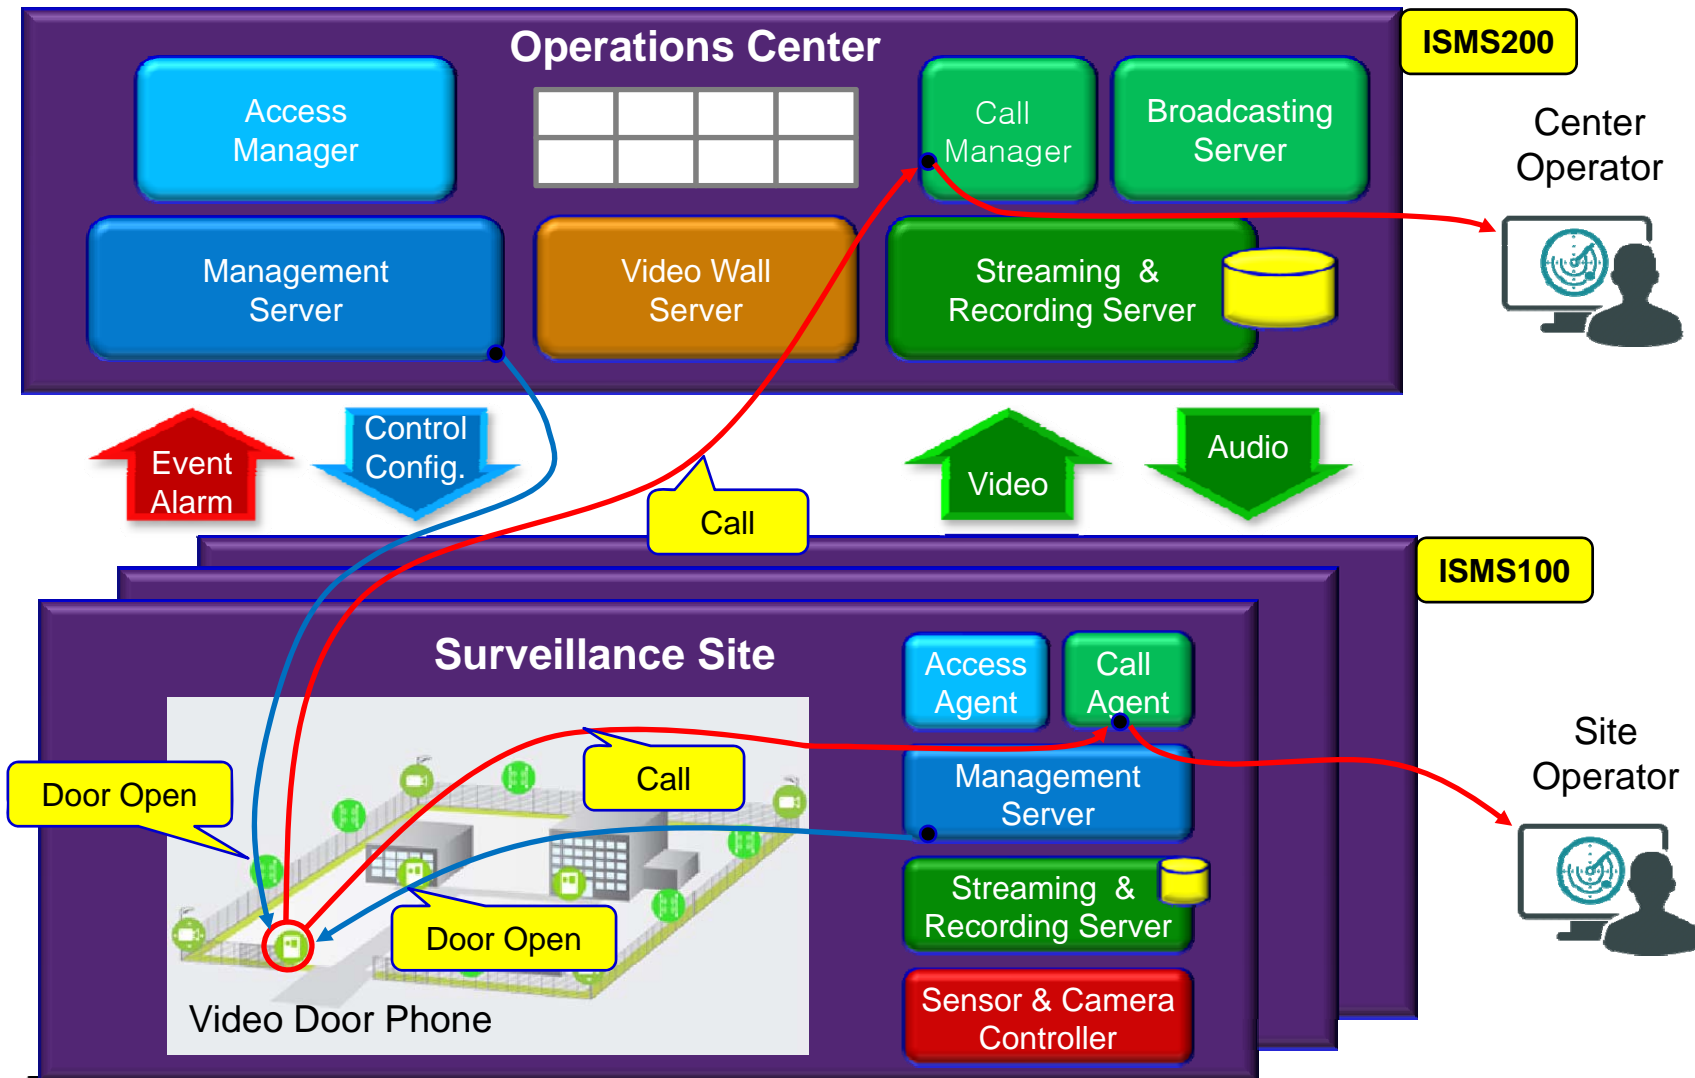 Operations Center
ISMS200
Access
Manager
Call
Manager
Broadcasting
Server
Center
Operator
Management
Server
Video Wall
Server
Streaming &
Recording Server
Event
Alarm
Control
Config.
Call
Video
Audio
ISMS100
Surveillance Site
Access
Agent
Call
Agent
Site
Operator
Door Open
Call
Management
Server
Door Open
Streaming &
Recording Server
Video Door Phone
Sensor & Camera
Controller